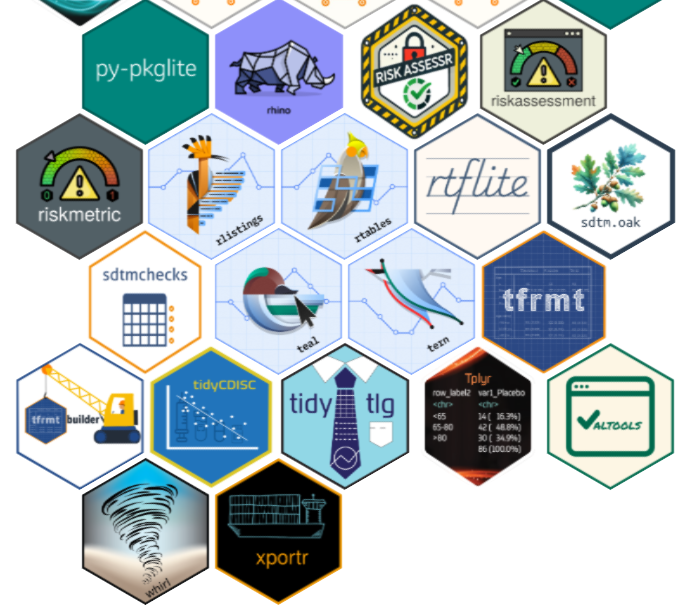 py-pkglite
rhino
RISK ASSESSR
riskassessment
0 1
riskmetric
rlistings
rtables
rtflite
sdtm.oak
sdtmchecks
teal
tern
tfrmt
tfrmt builder
tidyCDISC
tidy tlg
Tplyr
row_label2 var1_Placebo
<chr> <chr>
<65 14 ( 16.3%)
65-80 42 ( 48.8%)
>80 30 ( 34.9%)
86 (100.0%)
VALTOOLS
whirl
xportr